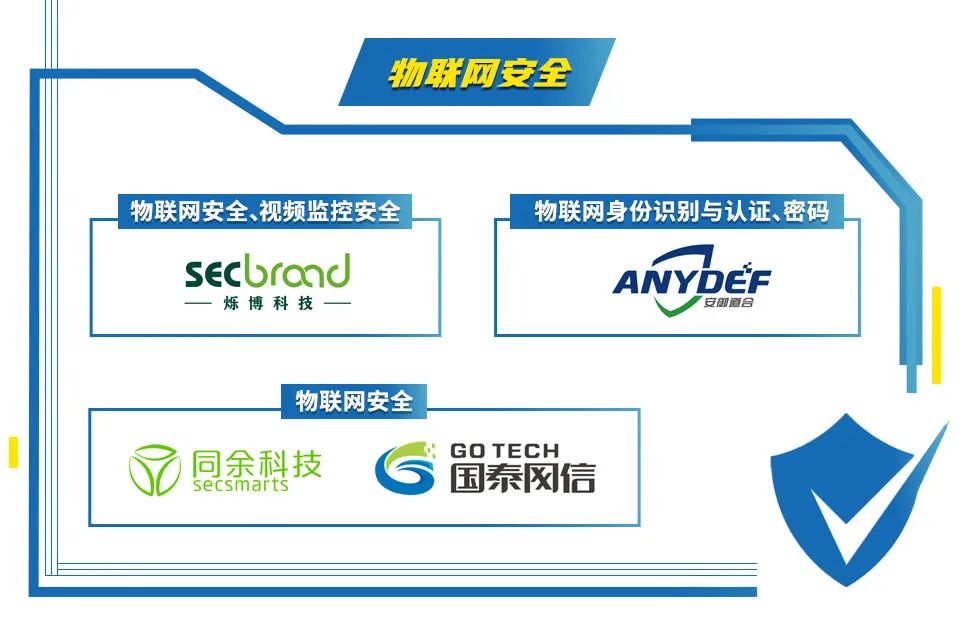 物联网安全
物联网安全、视频监控安全
secbrand
烁博科技
物联网身份识别与认证、密码
ANYDEF
安御道合
物联网安全
同余科技
secsmarts
GO TECH
国泰网信